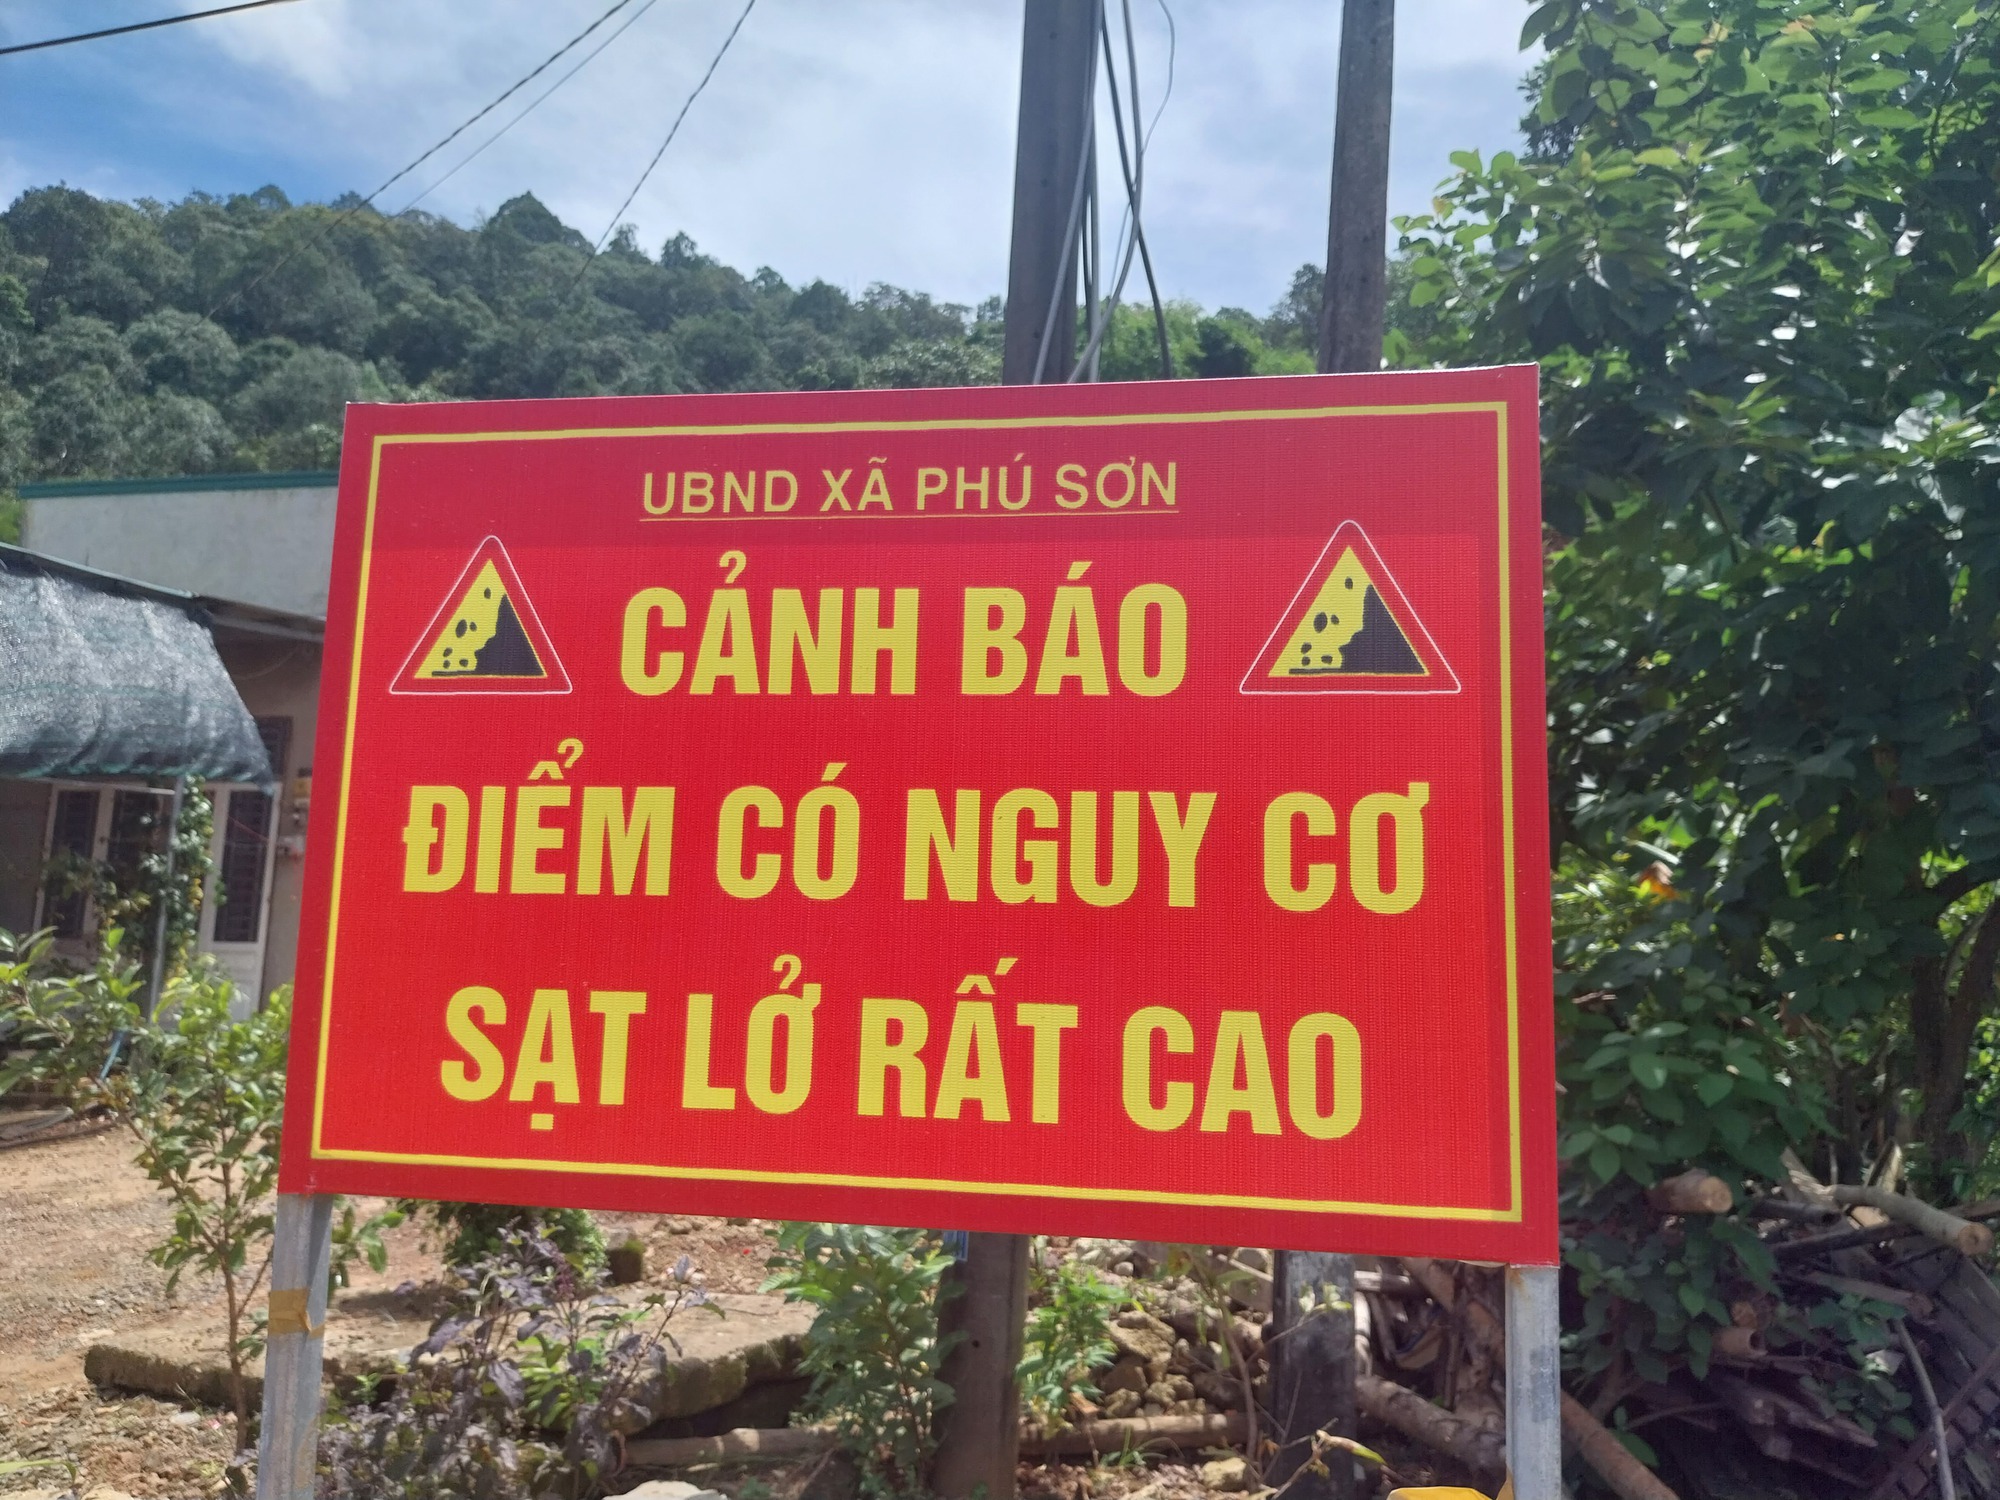 UBND XÃ PHÚ SƠN
CẢNH BÁO
ĐIỂM CÓ NGUY CƠ
SẠT LỞ RẤT CAO